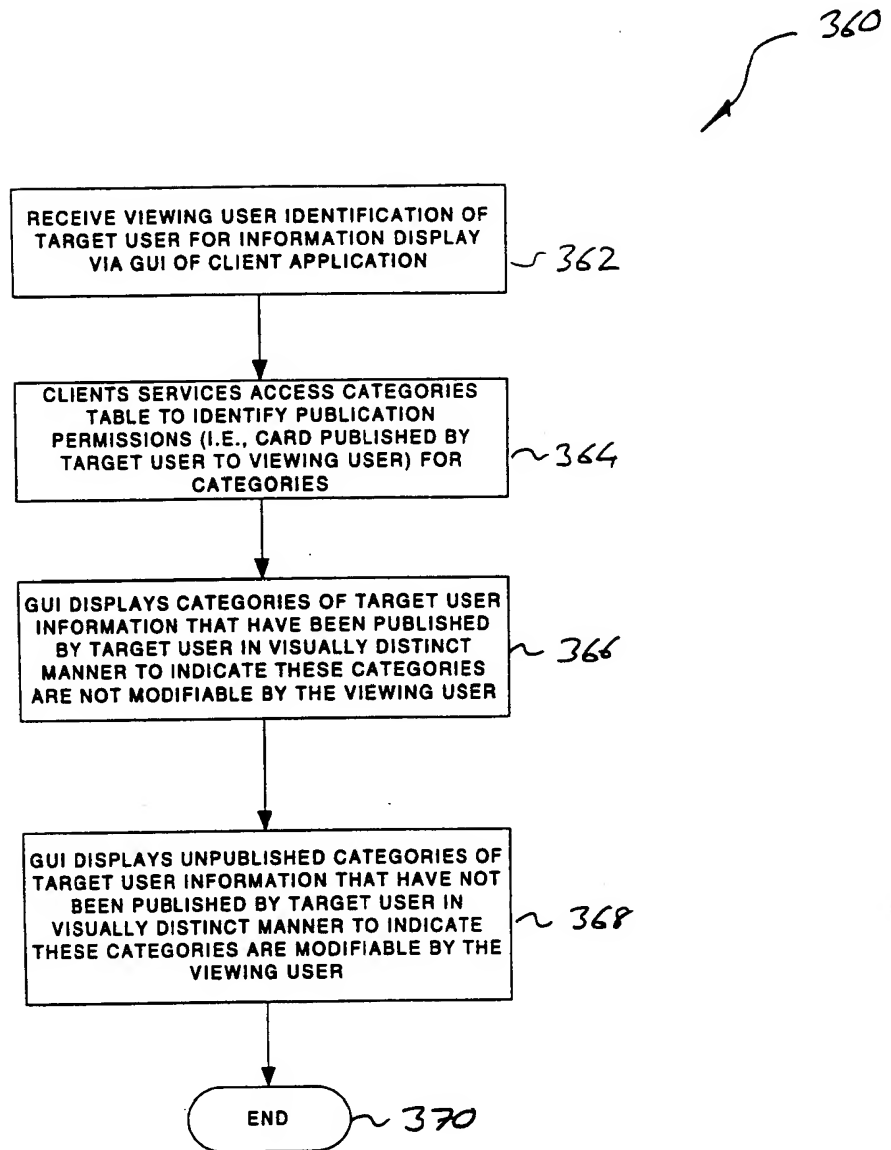 360
RECEIVE VIEWING USER IDENTIFICATION OF
TARGET USER FOR INFORMATION DISPLAY
VIA GUI OF CLIENT APPLICATION
362
CLIENTS SERVICES ACCESS CATEGORIES
TABLE TO IDENTIFY PUBLICATION
PERMISSIONS (I.E., CARD PUBLISHED BY
TARGET USER TO VIEWING USER) FOR
CATEGORIES
364
GUI DISPLAYS CATEGORIES OF TARGET USER
INFORMATION THAT HAVE BEEN PUBLISHED
BY TARGET USER IN VISUALLY DISTINCT
MANNER TO INDICATE THESE CATEGORIES
ARE NOT MODIFIABLE BY THE VIEWING USER
366
GUI DISPLAYS UNPUBLISHED CATEGORIES OF
TARGET USER INFORMATION THAT HAVE NOT
BEEN PUBLISHED BY TARGET USER IN
VISUALLY DISTINCT MANNER TO INDICATE
THESE CATEGORIES ARE MODIFIABLE BY THE
VIEWING USER
368
END
370